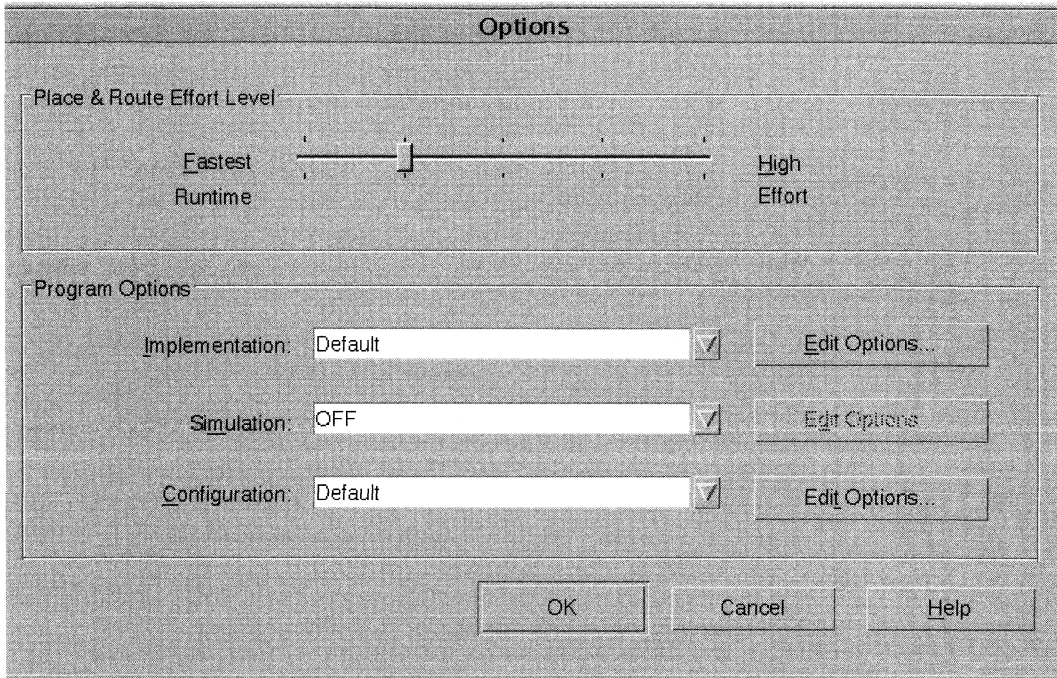 Options
Place & Route Effort Level
Fastest High
Runtime Effort
Program Options
Implementation: Default Edit Options...
Simulation: OFF Edit Options
Configuration: Default Edit Options...
OK Cancel Help